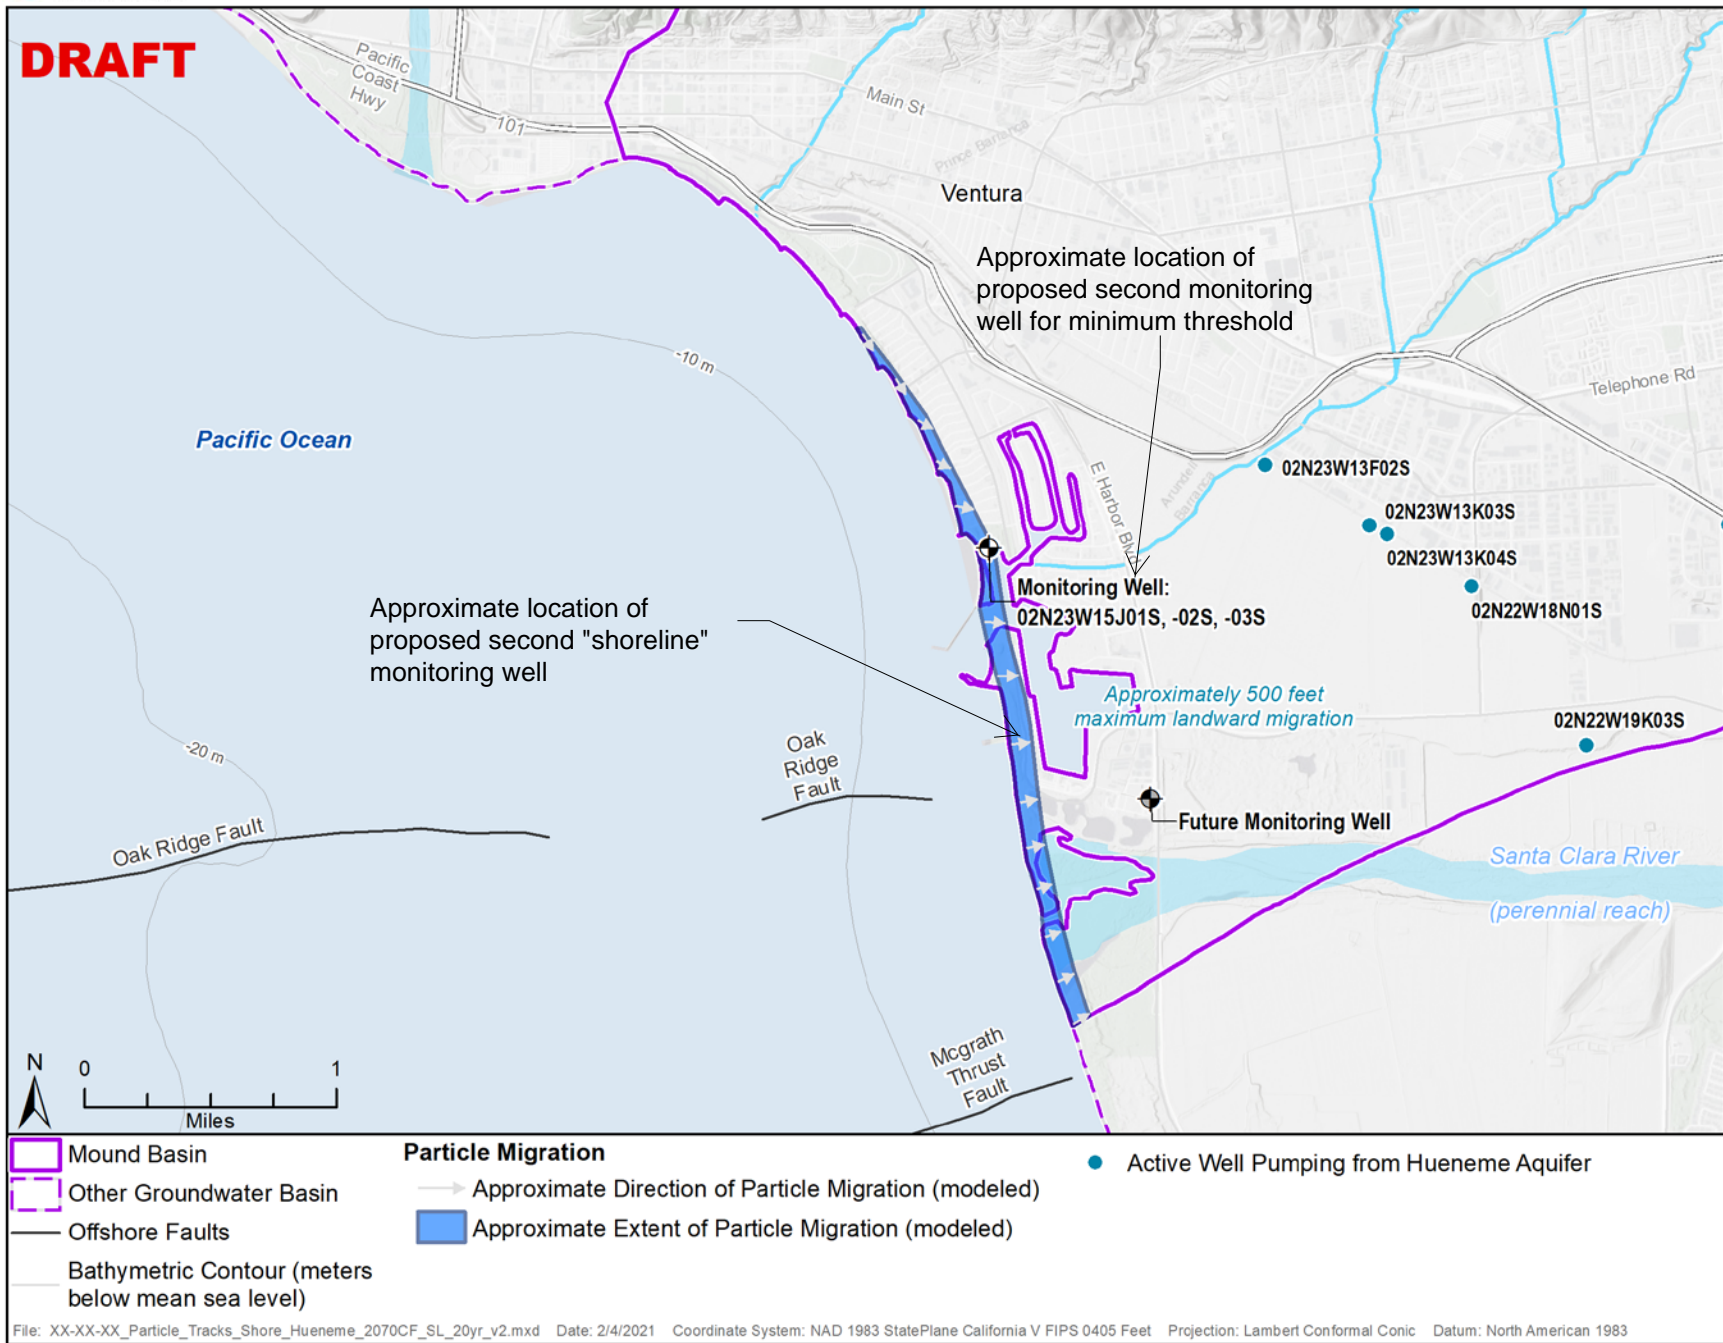 DRAFT
Pacific
Coast
Hwy
101
Main St
Prince Barranca
Ventura
Approximate location of
proposed second monitoring
well for minimum threshold
-10 m
Telephone Rd
Pacific Ocean
E Harbor Blvd
Arundell
Barranca
02N23W13F02S
02N23W13K03S
02N23W13K04S
02N22W18N01S
Monitoring Well:
02N23W15J01S, -02S, -03S
Approximate location of
proposed second "shoreline"
monitoring well
Approximately 500 feet
maximum landward migration
02N22W19K03S
-20 m
Oak
Ridge
Fault
Oak Ridge Fault
Future Monitoring Well
Santa Clara River
(perennial reach)
Mcgrath
Thrust
Fault
N
0 1
Miles
Mound Basin
Other Groundwater Basin
Offshore Faults
Bathymetric Contour (meters
below mean sea level)
Particle Migration
Approximate Direction of Particle Migration (modeled)
Approximate Extent of Particle Migration (modeled)
Active Well Pumping from Hueneme Aquifer
File: XX-XX-XX_Particle_Tracks_Shore_Hueneme_2070CF_SL_20yr_v2.mxd Date: 2/4/2021 Coordinate System: NAD 1983 StatePlane California V FIPS 0405 Feet Projection: Lambert Conformal Conic Datum: North American 1983